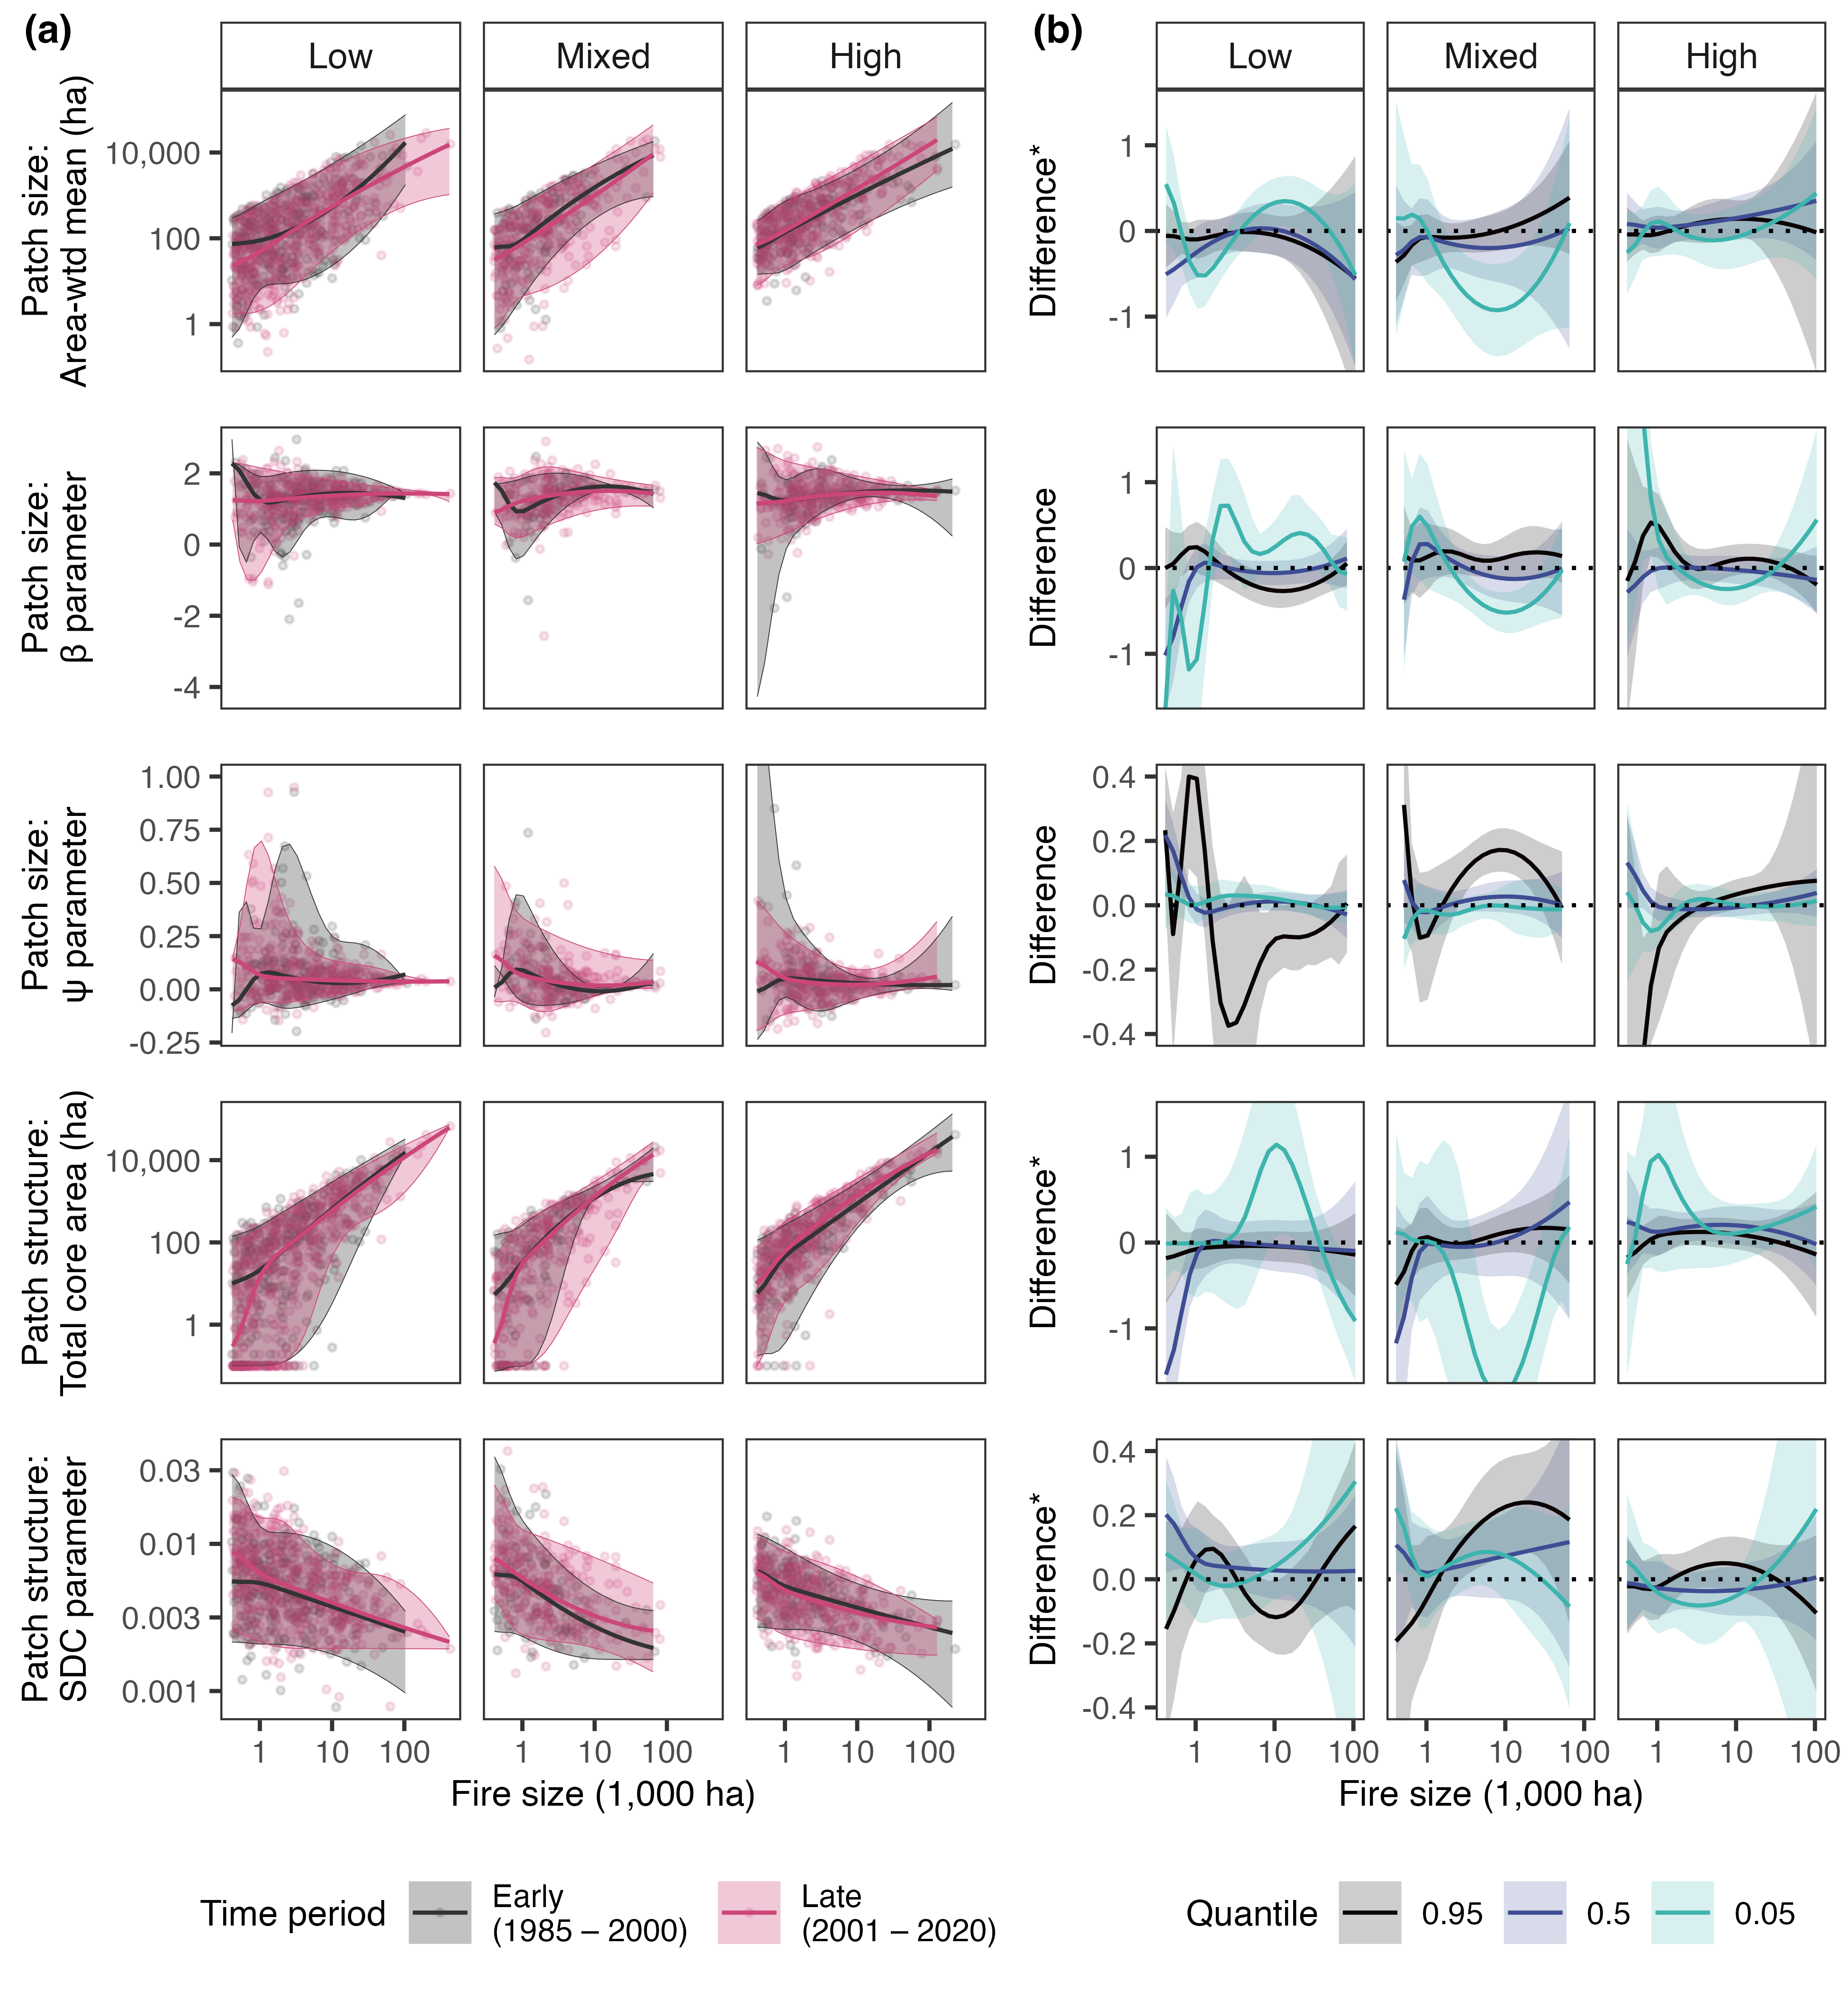 (a)
Low
Mixed
High
Patch size:
Area-wtd mean (ha)
10,000
100
1
Patch size:
β parameter
2
0
-2
-4
Patch size:
Ψ parameter
1.00
0.75
0.50
0.25
0.00
-0.25
Patch structure:
Total core area (ha)
10,000
100
1
Patch structure:
SDC parameter
0.03
0.01
0.003
0.001
1 10 100
1 10 100
1 10 100
Fire size (1,000 ha)
Time period
Early
(1985 – 2000)
Late
(2001 – 2020)
(b)
Low
Mixed
High
Difference*
1
0
-1
Difference
1
0
-1
Difference
0.4
0.2
0.0
-0.2
-0.4
Difference*
1
0
-1
Difference*
0.4
0.2
0.0
-0.2
-0.4
1 10 100
1 10 100
1 10 100
Fire size (1,000 ha)
Quantile
0.95
0.5
0.05